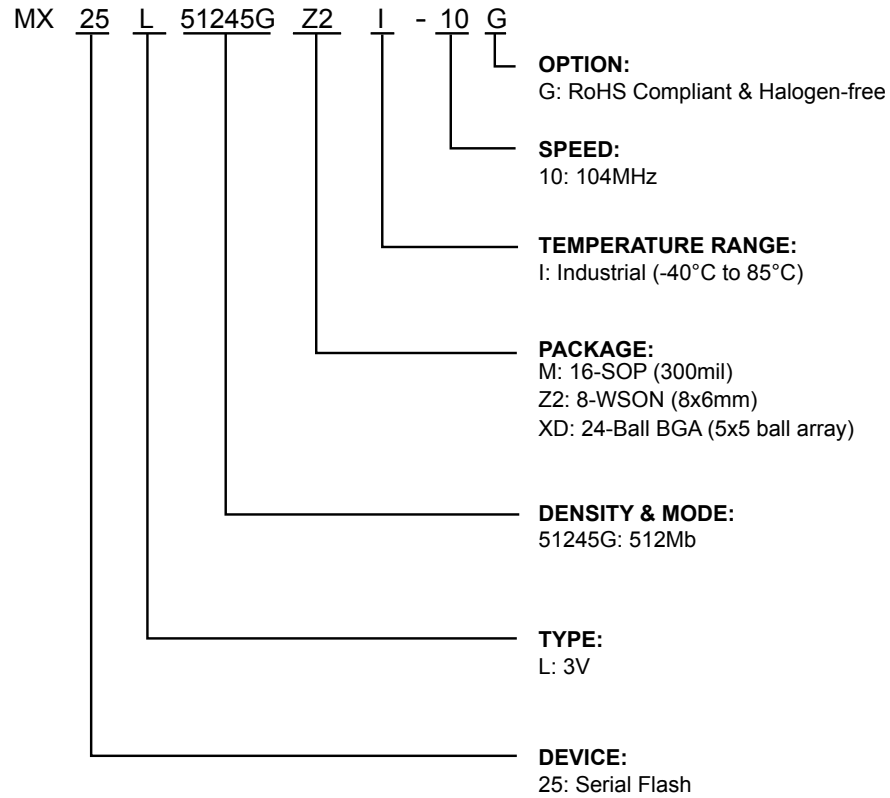 MX 25 L 51245G Z2 I - 10 G
OPTION:
G: RoHS Compliant & Halogen-free
SPEED:
10: 104MHz
TEMPERATURE RANGE:
I: Industrial (-40°C to 85°C)
PACKAGE:
M: 16-SOP (300mil)
Z2: 8-WSON (8x6mm)
XD: 24-Ball BGA (5x5 ball array)
DENSITY & MODE:
51245G: 512Mb
TYPE:
L: 3V
DEVICE:
25: Serial Flash